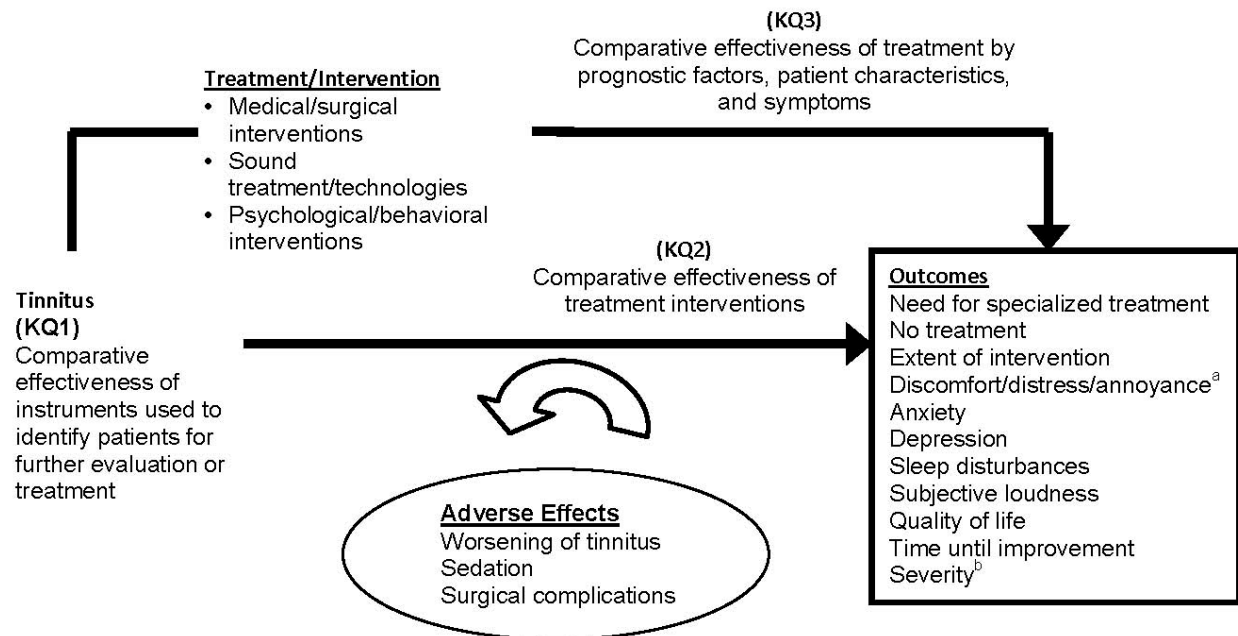 (KQ3)
Comparative effectiveness of treatment by
prognostic factors, patient characteristics,
and symptoms
Treatment/Intervention
• Medical/surgical
interventions
• Sound
treatment/technologies
• Psychological/behavioral
interventions
(KQ2)
Comparative effectiveness of
treatment interventions
Tinnitus
(KQ1)
Comparative
effectiveness of
instruments used to
identify patients for
further evaluation or
treatment
Adverse Effects
Worsening of tinnitus
Sedation
Surgical complications
Outcomes
Need for specialized treatment
No treatment
Extent of intervention
Discomfort/distress/annoyanceᵃ
Anxiety
Depression
Sleep disturbances
Subjective loudness
Quality of life
Time until improvement
Severityᵇ